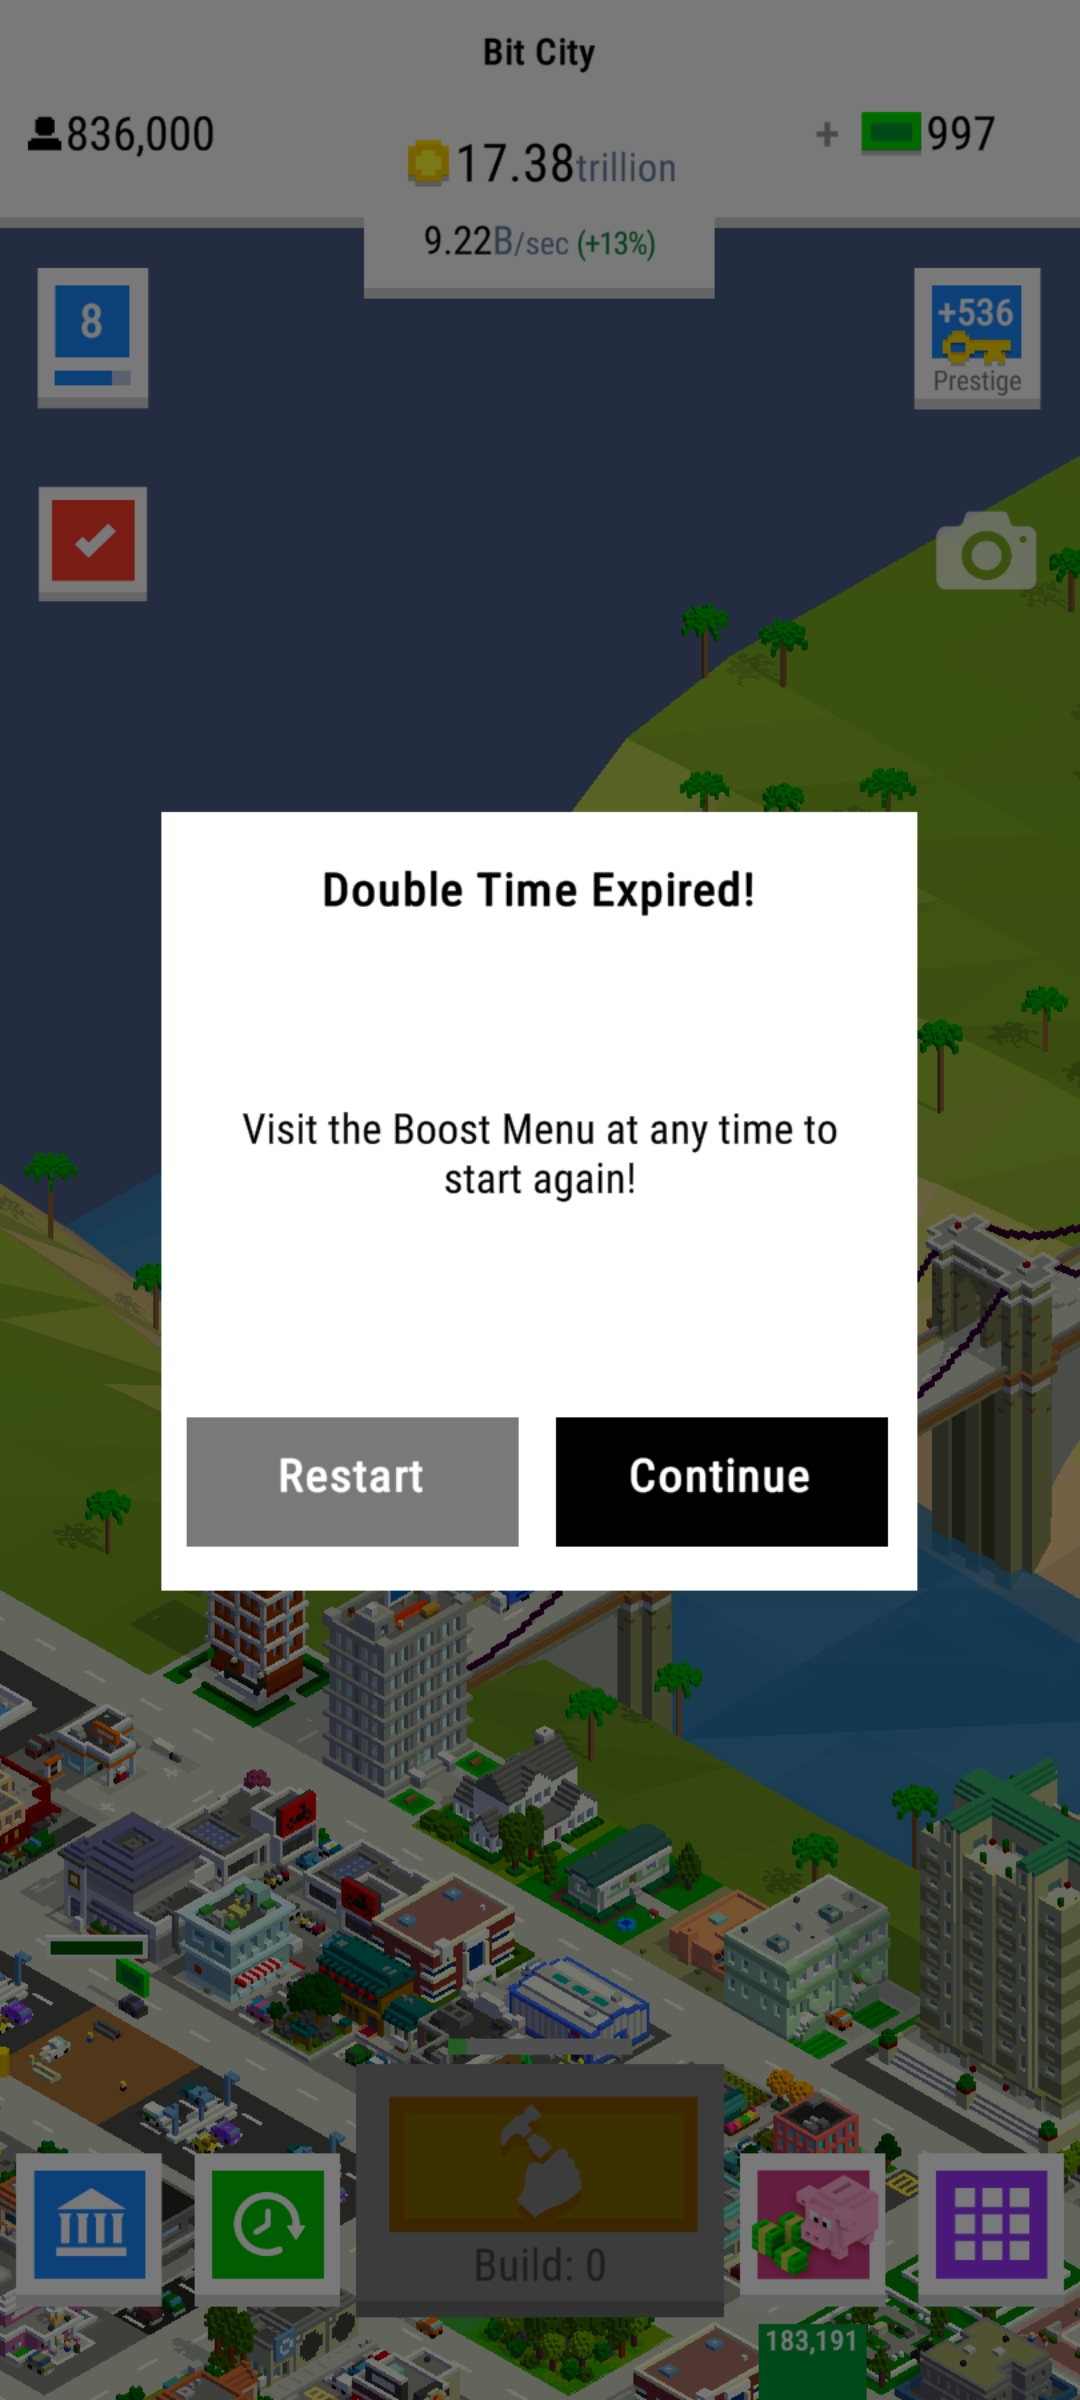 Bit City
836,000
17.38trillion
+ 997
9.22B/sec (+13%)
8
+536
Prestige
Double Time Expired!
Visit the Boost Menu at any time to
start again!
Restart
Continue
Build: 0
183,191